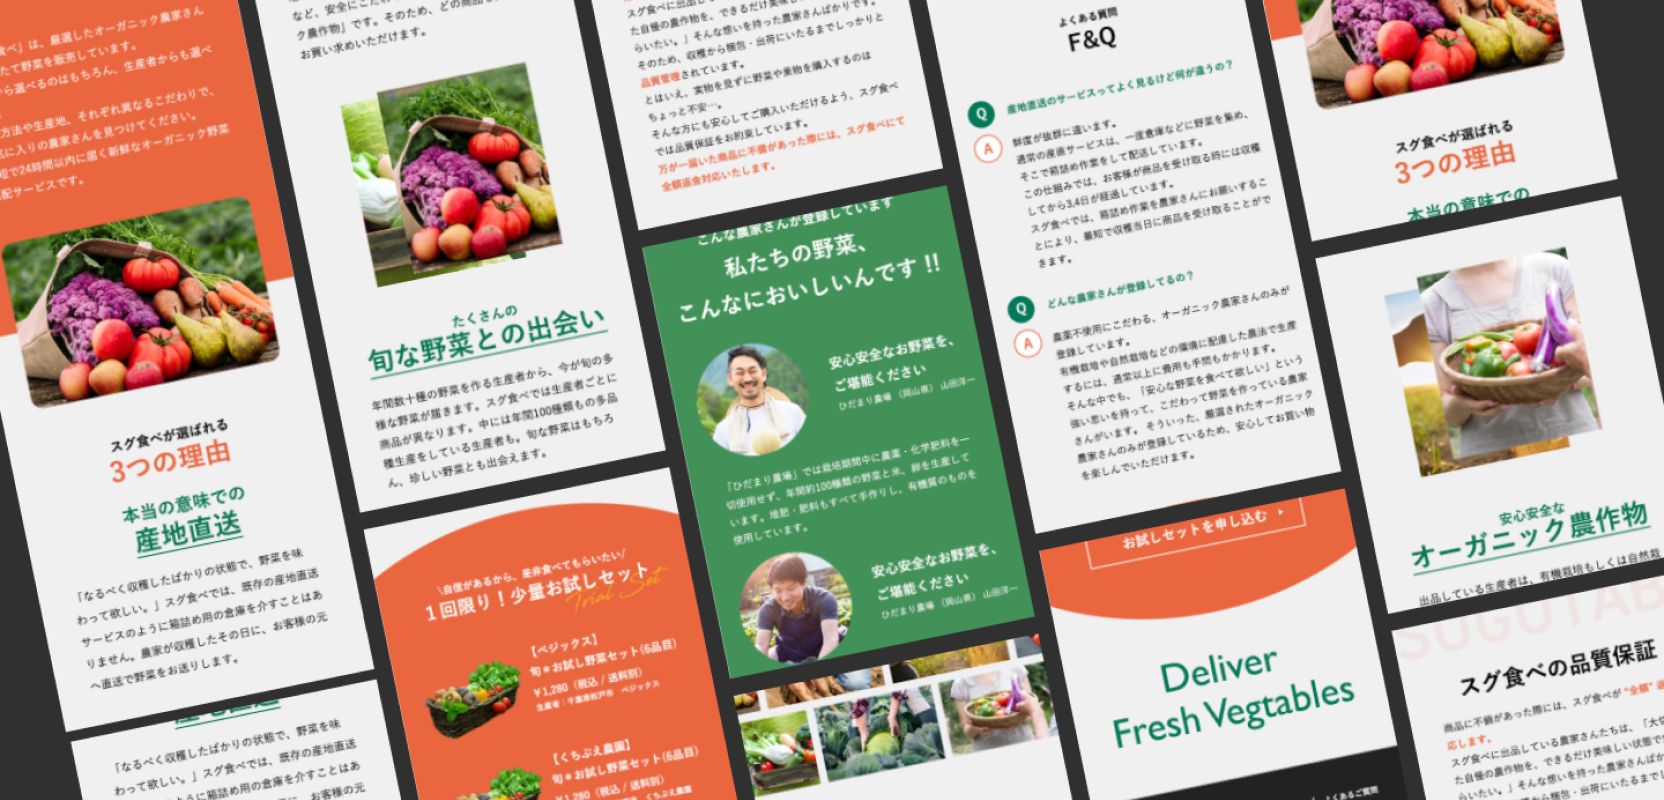 食べ」は、厳選したオーガニック農家さん
たて野菜を販売しています。
から選べるのはもちろん、生産者からも選べ
方法や生産地、それぞれ異なるこだわりで、
気に入りの農家さんを見つけてください。
短で24時間以内に届く新鮮なオーガニック野菜
配サービスです。
スグ食べが選ばれる
3つの理由
本当の意味での
産地直送
「なるべく収穫したばかりの状態で、野菜を味
わって欲しい。」スグ食べでは、既存の産地直送
サービスのように箱詰め用の倉庫を介すことはあ
りません。農家が収穫したその日に、お客様の元
へ直送で野菜をお送りします。
「なるべく収穫したばかりの状態で、野菜を味
わって欲しい。」スグ食べでは、既存の産地直送
ように箱詰め用の倉庫を介すことはあ
お客様の元
ク農作物」です。そのため、どの商品
お買い求めいただけます。
たくさんの
旬な野菜との出会い
年間数十種の野菜を作る生産者から、今が旬の多
様な野菜が届きます。スグ食べでは生産者ごとに
商品が異なります。中には年間100種類もの多品
種生産をしている生産者も。旬な野菜はもちろ
ん、珍しい野菜とも出会えます。
\自信があるから、是非食べてもらいたい/
1回限り!少量お試しセット
Trial Set
【ベジックス】
旬*お試し野菜セット(6品目)
¥1,280(税込 / 送料別)
生産者:千葉県松戸市 ベジックス
【くちぶえ農園】
旬*お試し野菜セット(6品目)
¥1,280(税込 / 送料別)
くちぶえ農園
スグ食べに出品し
た自慢の農作物を、できるだけ美味し
らいたい。」そんな想いを持った農家さんばかりです。
そのため、収穫から梱包・出荷にいたるまでしっかりと
品質管理されています。
とはいえ、実物を見ずに野菜や果物を購入するのは
ちょっと不安…。
そんな方にも安心してご購入いただけるよう、スグ食べ
では品質保証をお約束しています。
万が一届いた商品に不備があった際には、スグ食べにて
全額返金対応いたします。
こんな農家さんが登録しています
私たちの野菜、
こんなにおいしいんです !!
安心安全なお野菜を、
ご堪能ください
ひだまり農場 (岡山県) 山田洋一
「ひだまり農場」では栽培期間中に農薬・化学肥料を一
切使用せず、年間約100種類の野菜と米、卵を生産して
います。堆肥・肥料もすべて手作りし、有機質のものを
使用しています。
安心安全なお野菜を、
ご堪能ください
ひだまり農場 (岡山県) 山田洋一
よくある質問
F&Q
Q 産地直送のサービスってよく見るけど何が違うの?
A 鮮度が抜群に違います。
通常の産直サービスは、一度倉庫などに野菜を集め、
そこで箱詰め作業をして配送しています。
この仕組みでは、お客様が商品を受け取る時には収穫
してから3,4日が経過しています。
スグ食べでは、箱詰め作業を農家さんにお願いするこ
とにより、最短で収穫当日に商品を受け取ることがで
きます。
Q どんな農家さんが登録してるの?
A 農薬不使用にこだわる、オーガニック農家さんのみが
登録しています。
有機栽培や自然栽培などの環境に配慮した農法で生産
するには、通常以上に費用も手間もかかります。
そんな中でも、「安心な野菜を食べて欲しい」という
強い思いを持って、こだわって野菜を作っている農家
さんがいます。そういった、厳選されたオーガニック
農家さんのみが登録しているため、安心してお買い物
を楽しんでいただけます。
お試しセットを申し込む ▸
Deliver
Fresh Vegtables
よくあるご質問
スグ食べが選ばれる
3つの理由
本当の意味での
安心安全な
オーガニック農作物
出品している生産者は、有機栽培もしくは自然栽
SUGUTAB
スグ食べの品質保証
商品に不備があった際には、スグ食べが“全額”
応します。
スグ食べに出品している農家さんたちは、「大切
た自慢の農作物を、できるだけ美味しい状態で
らいたい。」そんな想いを持った農家さんばか